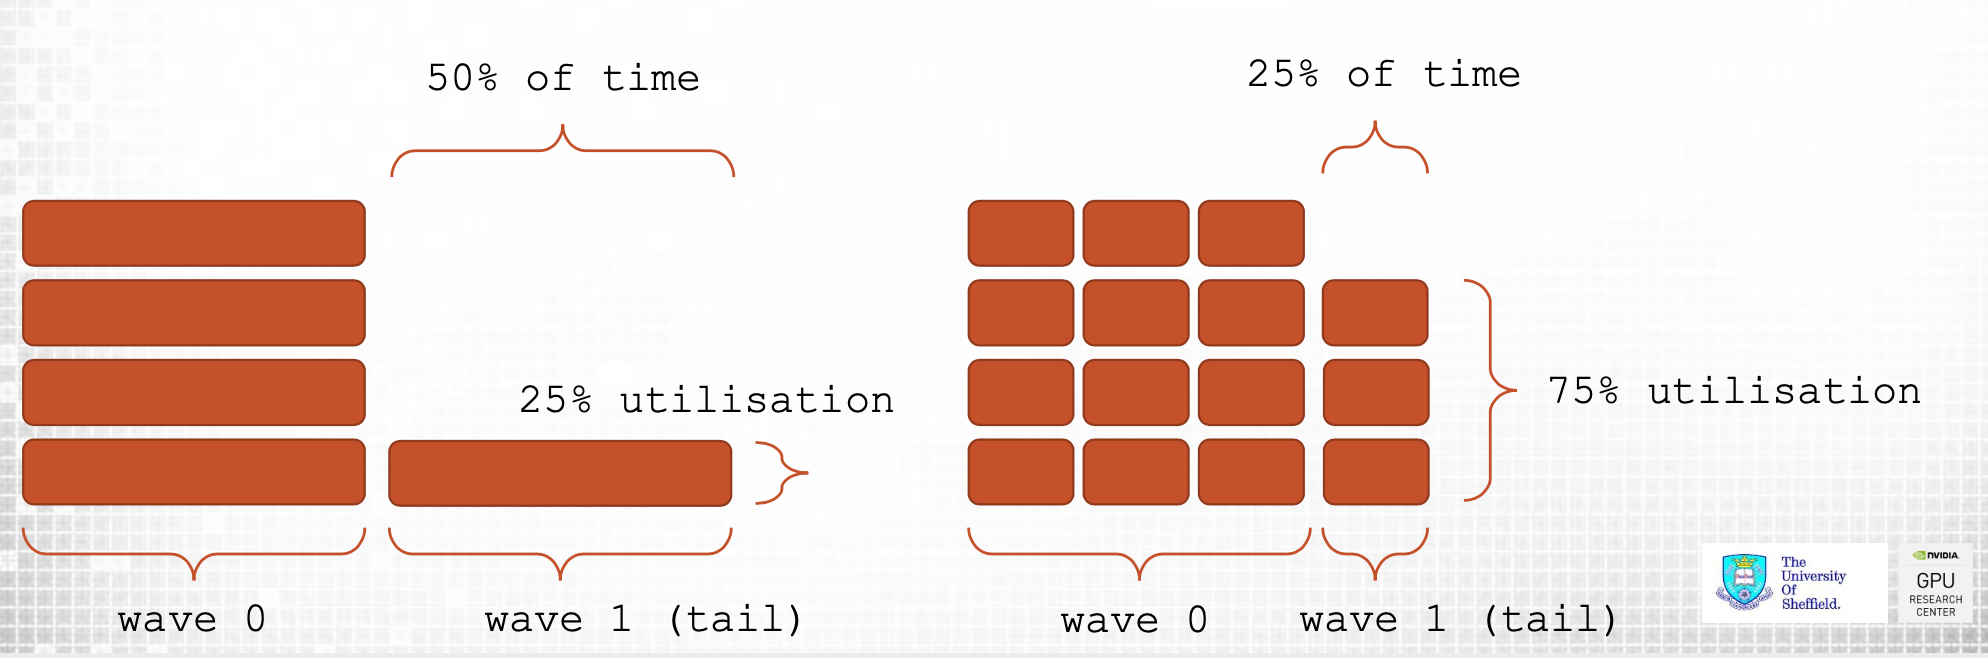 50% of time
25% of time
25% utilisation
75% utilisation
wave 0
wave 1 (tail)
wave 0
wave 1 (tail)
The
University
Of
Sheffield.
NVIDIA.
GPU
RESEARCH
CENTER